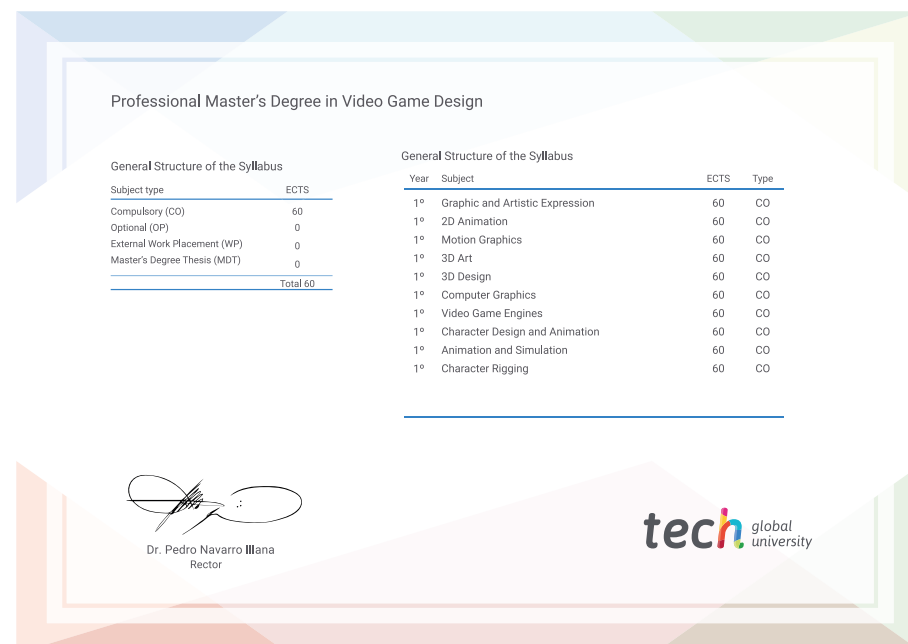 Professional Master's Degree in Video Game Design
General Structure of the Syllabus
Subject type ECTS
Compulsory (CO) 60
Optional (OP) 0
External Work Placement (WP) 0
Master's Degree Thesis (MDT) 0
Total 60
General Structure of the Syllabus
Year Subject ECTS Type
1º Graphic and Artistic Expression 60 CO
1º 2D Animation 60 CO
1º Motion Graphics 60 CO
1º 3D Art 60 CO
1º 3D Design 60 CO
1º Computer Graphics 60 CO
1º Video Game Engines 60 CO
1º Character Design and Animation 60 CO
1º Animation and Simulation 60 CO
1º Character Rigging 60 CO
Dr. Pedro Navarro Illana
Rector
tech global
university